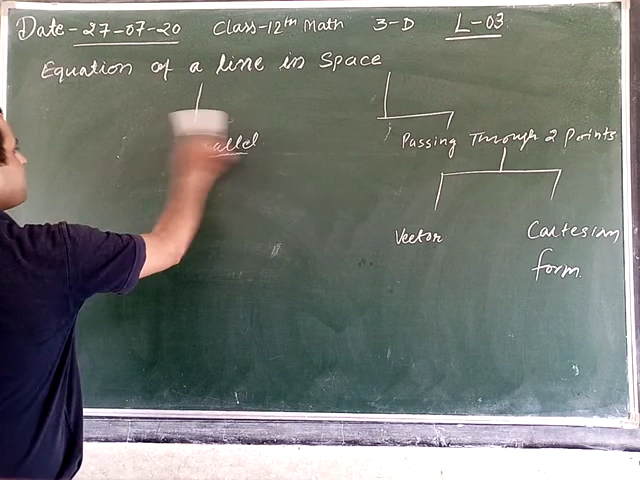 Date-27-07-20 Class-12th Math 3-D L-03
Equation of a line in Space
Passing Through 2 Points
Vector Cartesian
form.